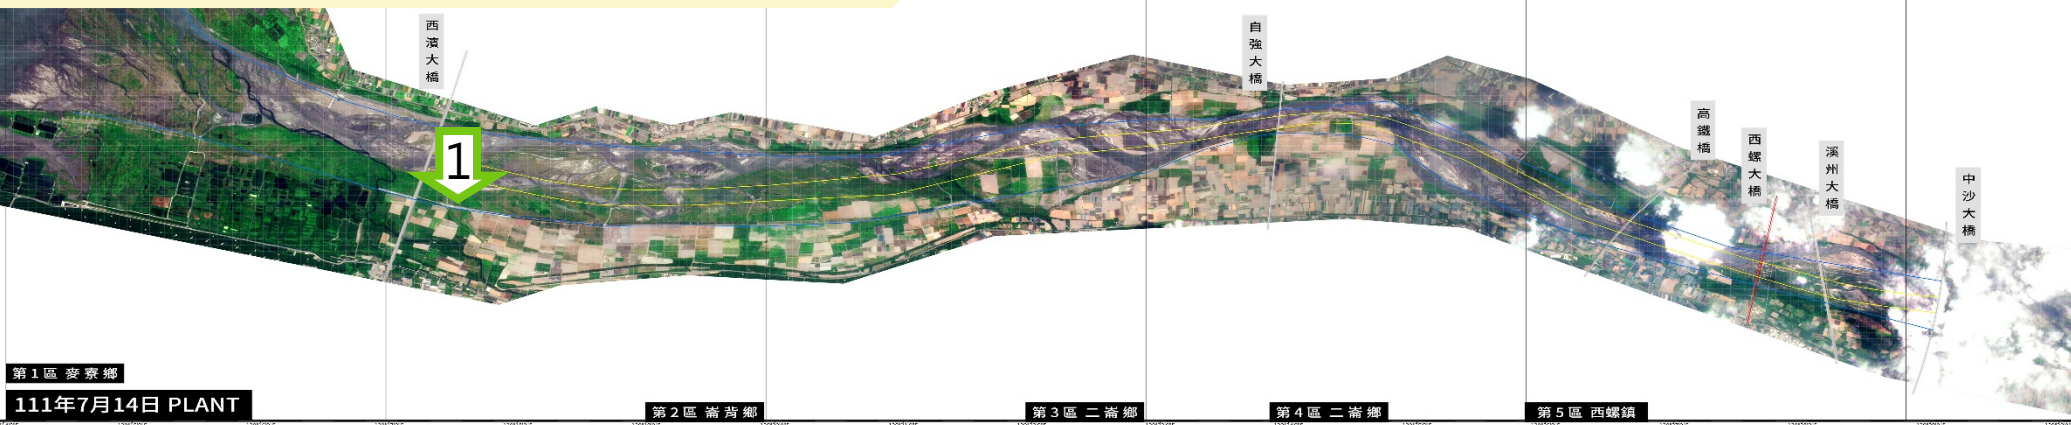 西濱大橋
自強大橋
高鐵橋
西螺大橋
溪州大橋
中沙大橋
1
第1區 麥寮鄉
111年7月14日 PLANT
第2區 崙背鄉
第3區 二崙鄉
第4區 二崙鄉
第5區 西螺鎮